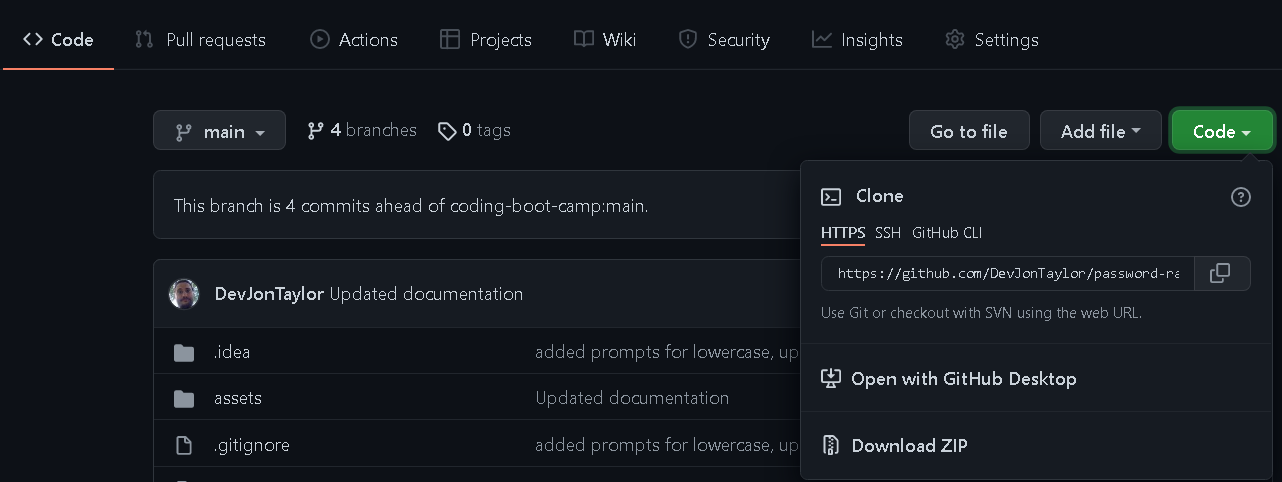 Code Pull requests Actions Projects Wiki Security Insights Settings
main 4 branches 0 tags Go to file Add file Code
This branch is 4 commits ahead of coding-boot-camp:main.
Clone
HTTPS SSH GitHub CLI
https://github.com/DevJonTaylor/password-ra
Use Git or checkout with SVN using the web URL.
Open with GitHub Desktop
Download ZIP
DevJonTaylor Updated documentation
.idea added prompts for lowercase, up
assets Updated documentation
.gitignore added prompts for lowercase, up